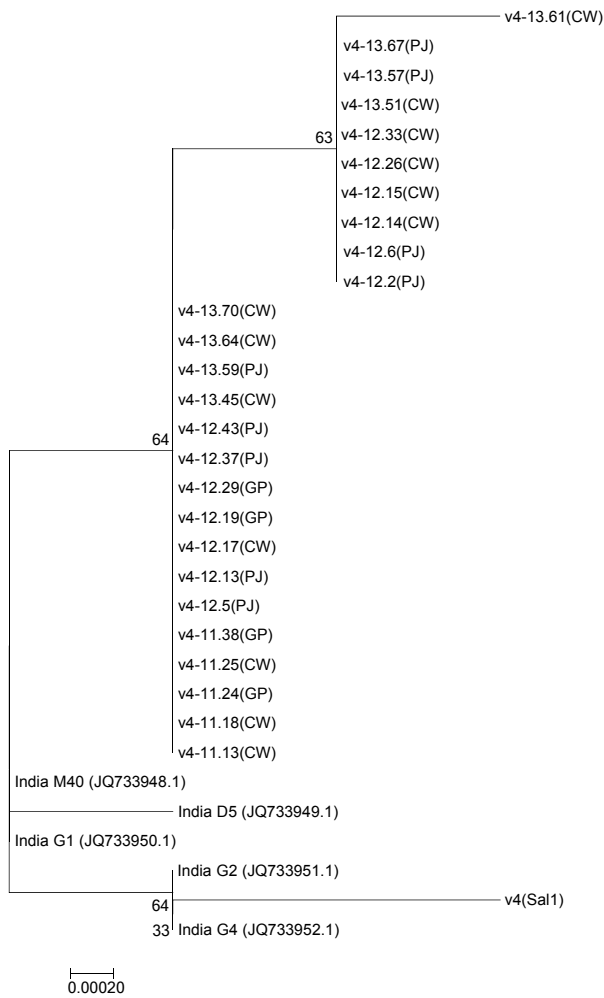 v4-13.61(CW)
v4-13.67(PJ)
v4-13.57(PJ)
v4-13.51(CW)
63
v4-12.33(CW)
v4-12.26(CW)
v4-12.15(CW)
v4-12.14(CW)
v4-12.6(PJ)
v4-12.2(PJ)
v4-13.70(CW)
v4-13.64(CW)
v4-13.59(PJ)
v4-13.45(CW)
v4-12.43(PJ)
64
v4-12.37(PJ)
v4-12.29(GP)
v4-12.19(GP)
v4-12.17(CW)
v4-12.13(PJ)
v4-12.5(PJ)
v4-11.38(GP)
v4-11.25(CW)
v4-11.24(GP)
v4-11.18(CW)
v4-11.13(CW)
India M40 (JQ733948.1)
India D5 (JQ733949.1)
India G1 (JQ733950.1)
India G2 (JQ733951.1)
v4(Sal1)
64
33
India G4 (JQ733952.1)
0.00020